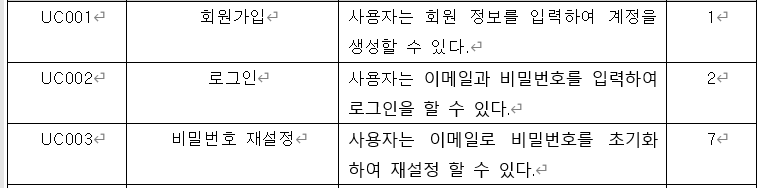 UC001 회원가입 사용자는 회원 정보를 입력하여 계정을 1
생성할 수 있다.
UC002 로그인 사용자는 이메일과 비밀번호를 입력하여 2
로그인을 할 수 있다.
UC003 비밀번호 재설정 사용자는 이메일로 비밀번호를 초기화 7
하여 재설정 할 수 있다.